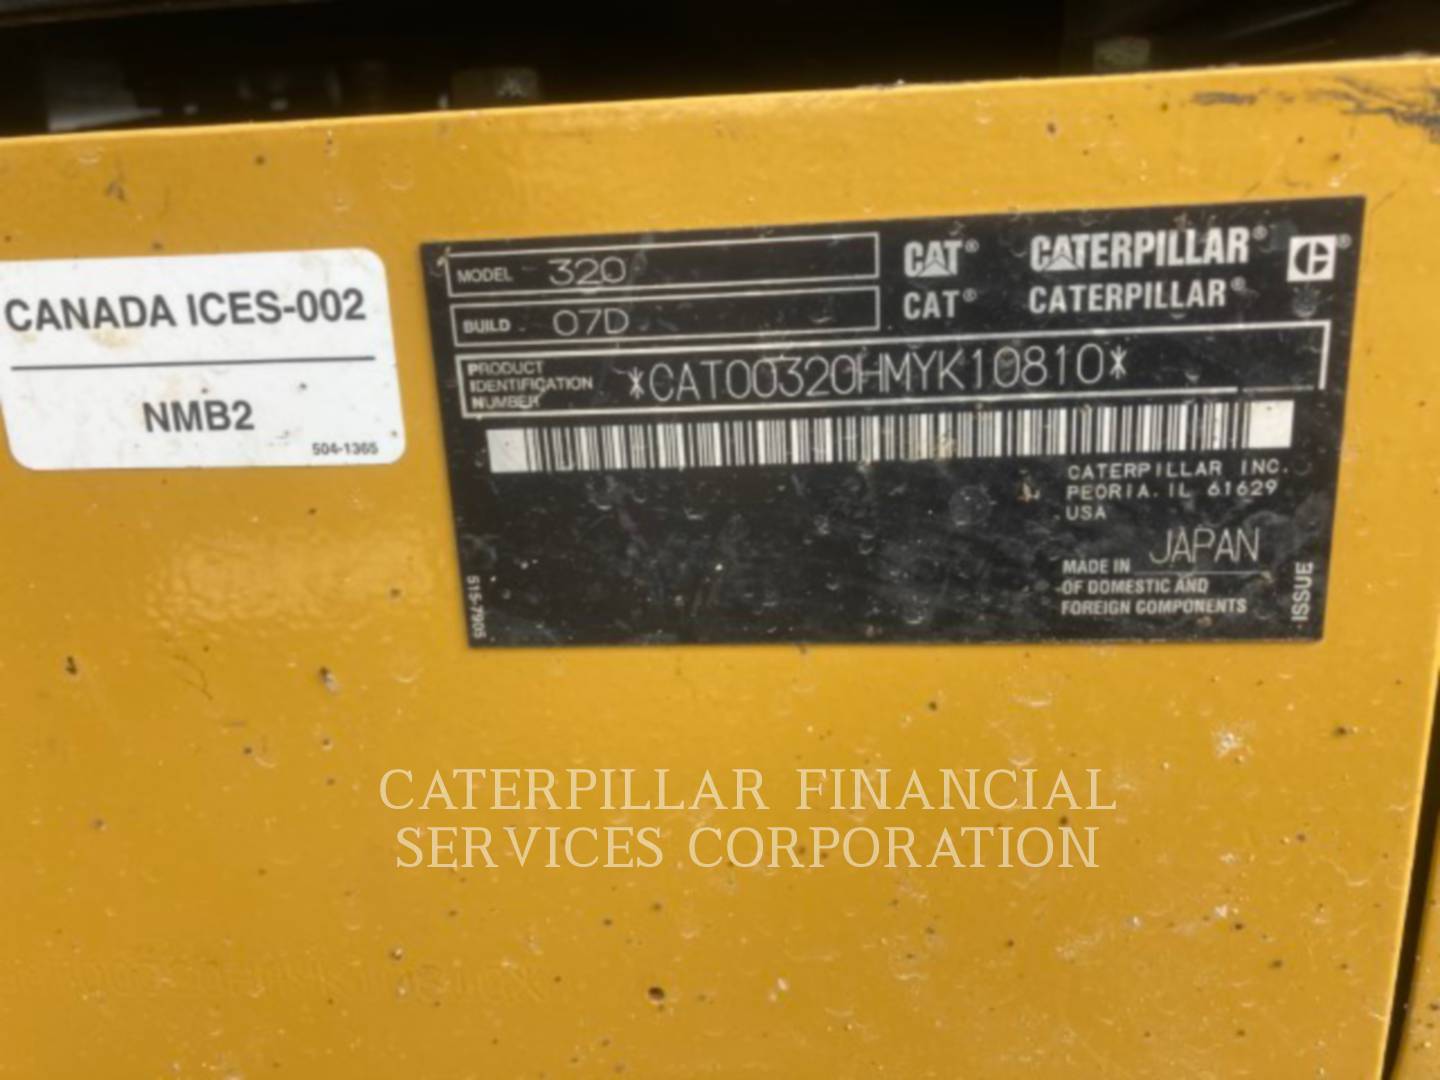 CANADA ICES-002
NMB2
504-1365
MODEL 320
BUILD 07D
CAT® CATERPILLAR®
CAT® CATERPILLAR®
PRODUCT
IDENTIFICATION
NUMBER
*CAT00320HMYK10810*
CATERPILLAR INC.
PEORIA. IL 61629
USA
MADE IN JAPAN
OF DOMESTIC AND
FOREIGN COMPONENTS
ISSUE
515-7905
CATERPILLAR FINANCIAL
SERVICES CORPORATION